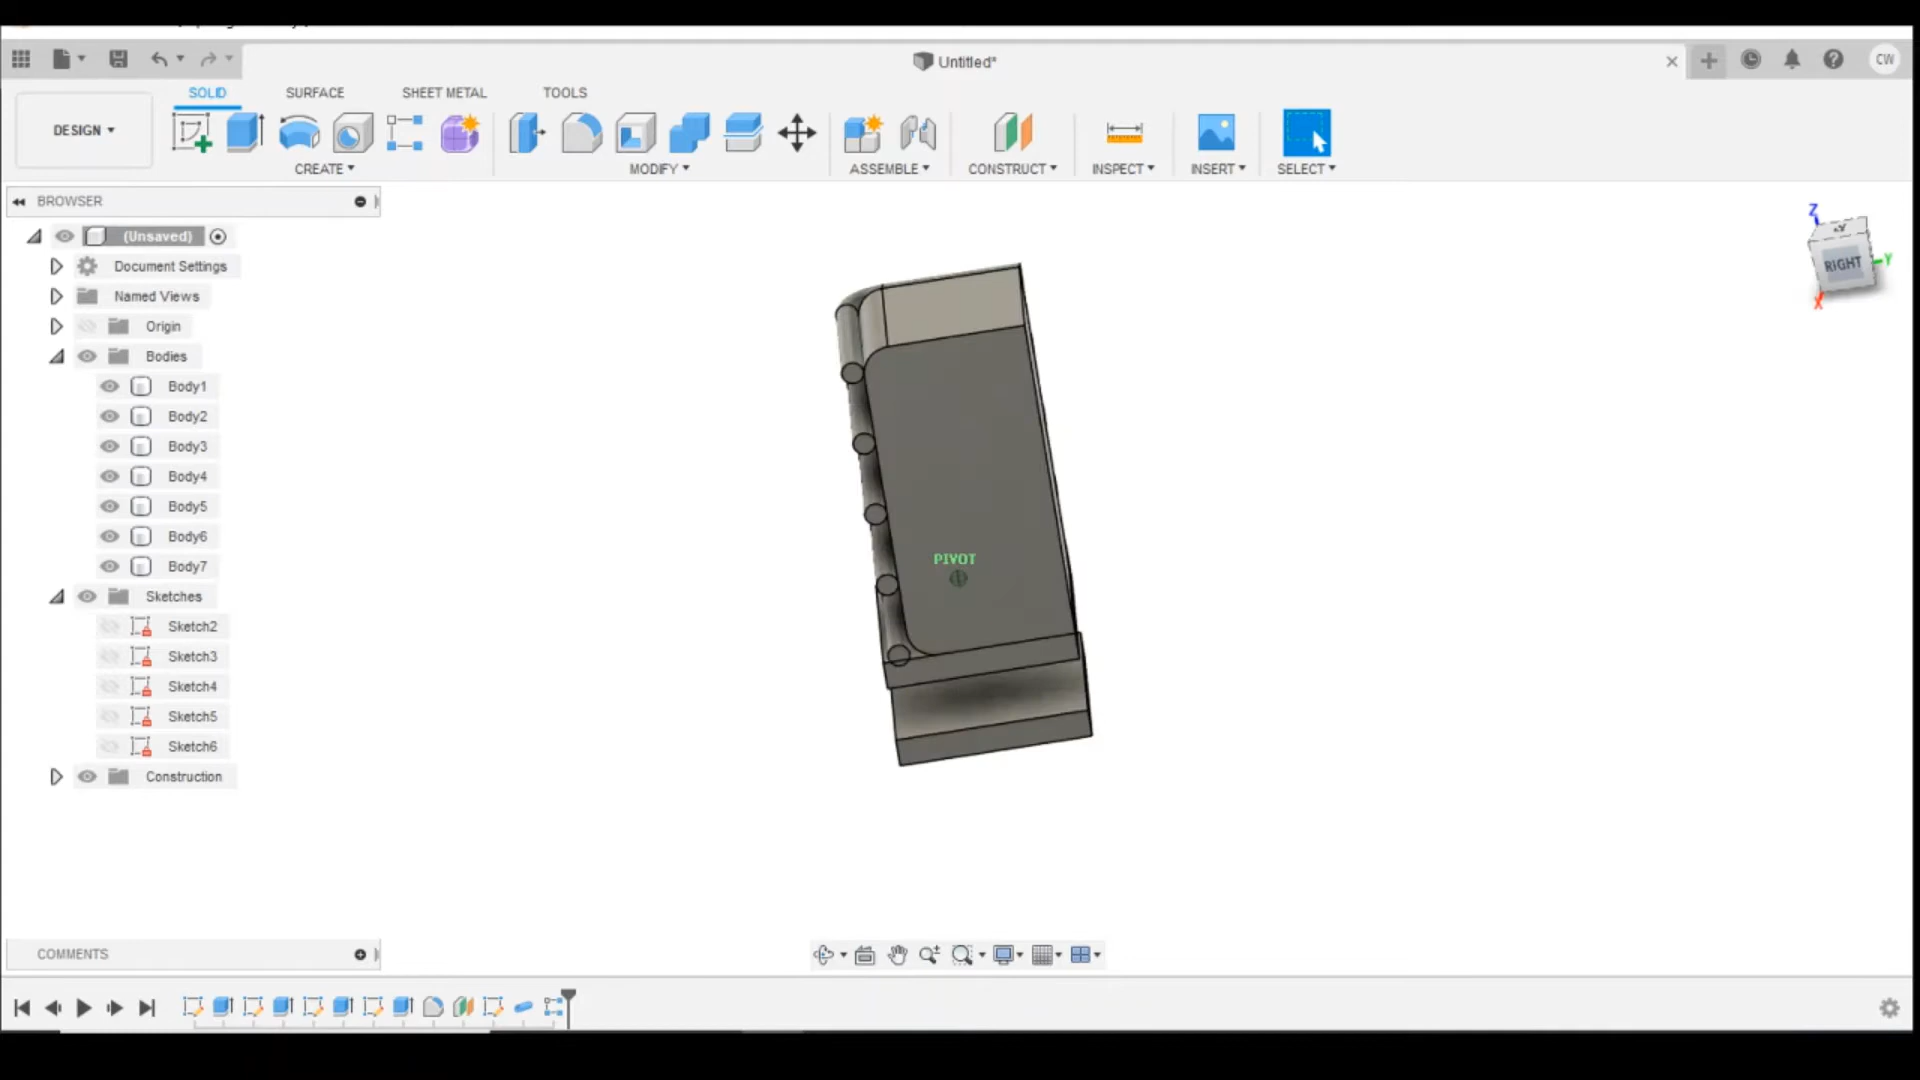 Untitled*
CW
DESIGN
SOLID
SURFACE
SHEET METAL
TOOLS
CREATE
MODIFY
ASSEMBLE
CONSTRUCT
INSPECT
INSERT
SELECT
BROWSER
(Unsaved)
Document Settings
Named Views
Origin
Bodies
Body1
Body2
Body3
Body4
Body5
Body6
Body7
Sketches
Sketch2
Sketch3
Sketch4
Sketch5
Sketch6
Construction
Z
RIGHT
Y
X
PIVOT
COMMENTS